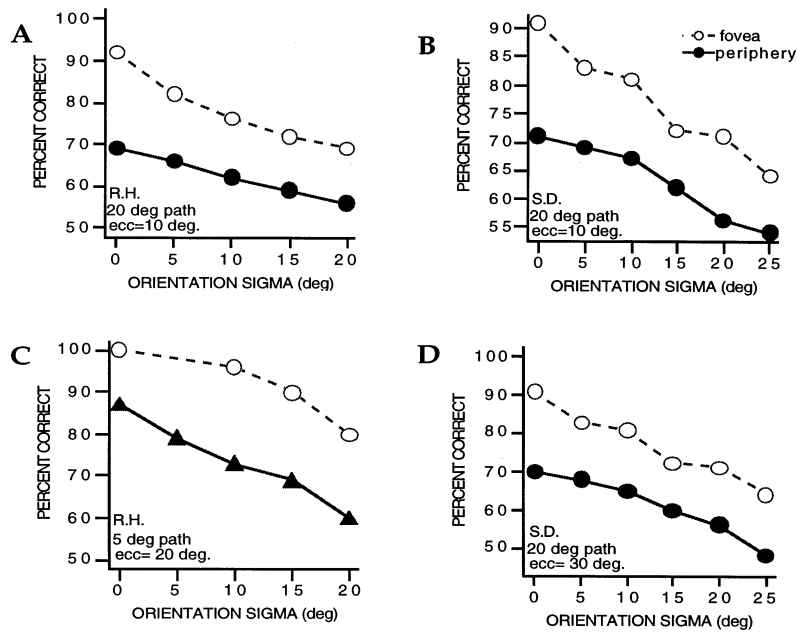 A
100
90
80
70
60
50
PERCENT CORRECT
R.H.
20 deg path
ecc=10 deg.
0 5 10 15 20
ORIENTATION SIGMA (deg)
B
90
85
80
75
70
65
60
55
PERCENT CORRECT
fovea
periphery
S.D.
20 deg path
ecc=10 deg.
0 5 10 15 20 25
ORIENTATION SIGMA (deg)
C
100
90
80
70
60
50
PERCENT CORRECT
R.H.
5 deg path
ecc= 20 deg.
0 5 10 15 20
ORIENTATION SIGMA (deg)
D
100
90
80
70
60
50
PERCENT CORRECT
S.D.
20 deg path
ecc= 30 deg.
0 5 10 15 20 25
ORIENTATION SIGMA (deg)